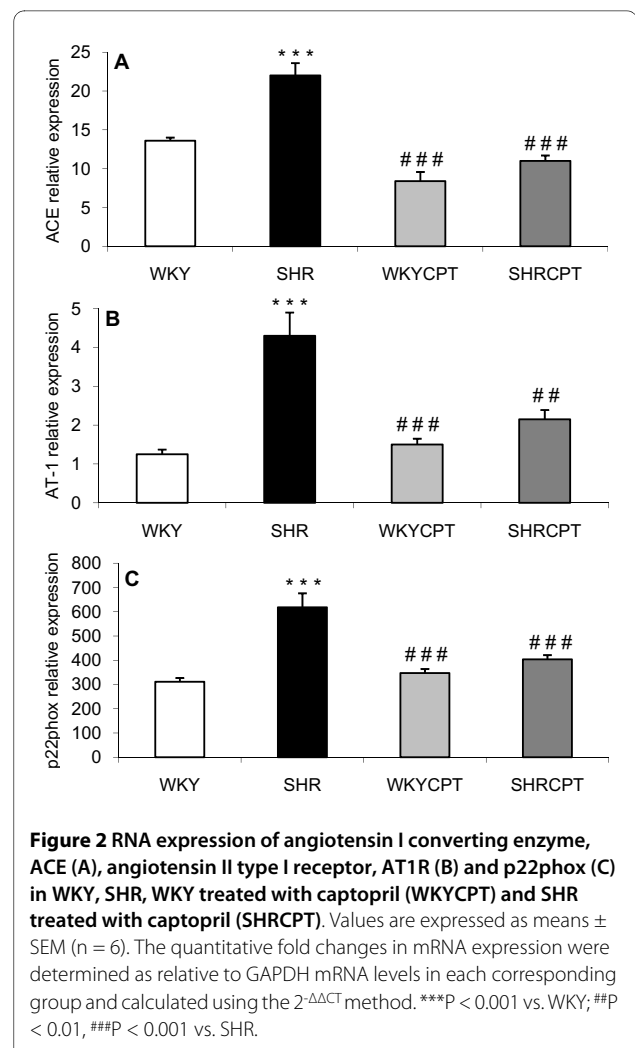 A
25
20
15
10
5
0
ACE relative expression
***
###
###
WKY SHR WKYCPT SHRCPT
B
5
4
3
2
1
0
AT-1 relative expression
***
###
##
WKY SHR WKYCPT SHRCPT
C
800
700
600
500
400
300
200
100
0
p22phox relative expression
***
###
###
WKY SHR WKYCPT SHRCPT
Figure 2 RNA expression of angiotensin I converting enzyme,
ACE (A), angiotensin II type I receptor, AT1R (B) and p22phox (C)
in WKY, SHR, WKY treated with captopril (WKYCPT) and SHR
treated with captopril (SHRCPT). Values are expressed as means ±
SEM (n = 6). The quantitative fold changes in mRNA expression were
determined as relative to GAPDH mRNA levels in each corresponding
group and calculated using the 2-ΔΔCT method. ***P < 0.001 vs. WKY; ##P
< 0.01, ###P < 0.001 vs. SHR.